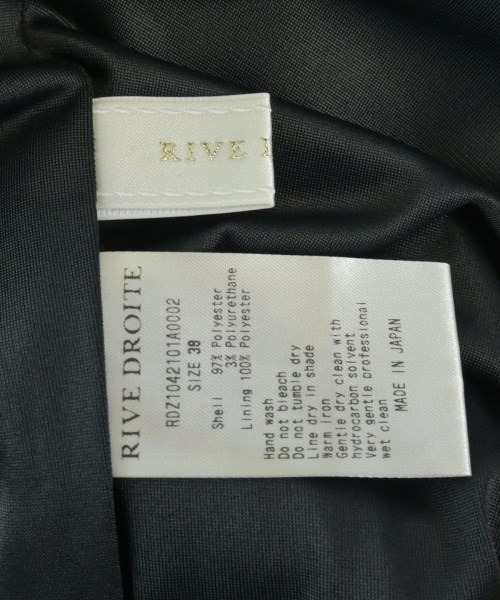 RIVE
RIVE DROITE
RDZ1042101A0002
SIZE 38
Shell 97% Polyester
3% Polyurethane
Lining 100% Polyester
Hand wash
Do not bleach
Do not tumble dry
Line dry in shade
Warm iron
Gentle dry clean with
hydrocarbon solvent
Very gentle professional
wet clean
MADE IN JAPAN